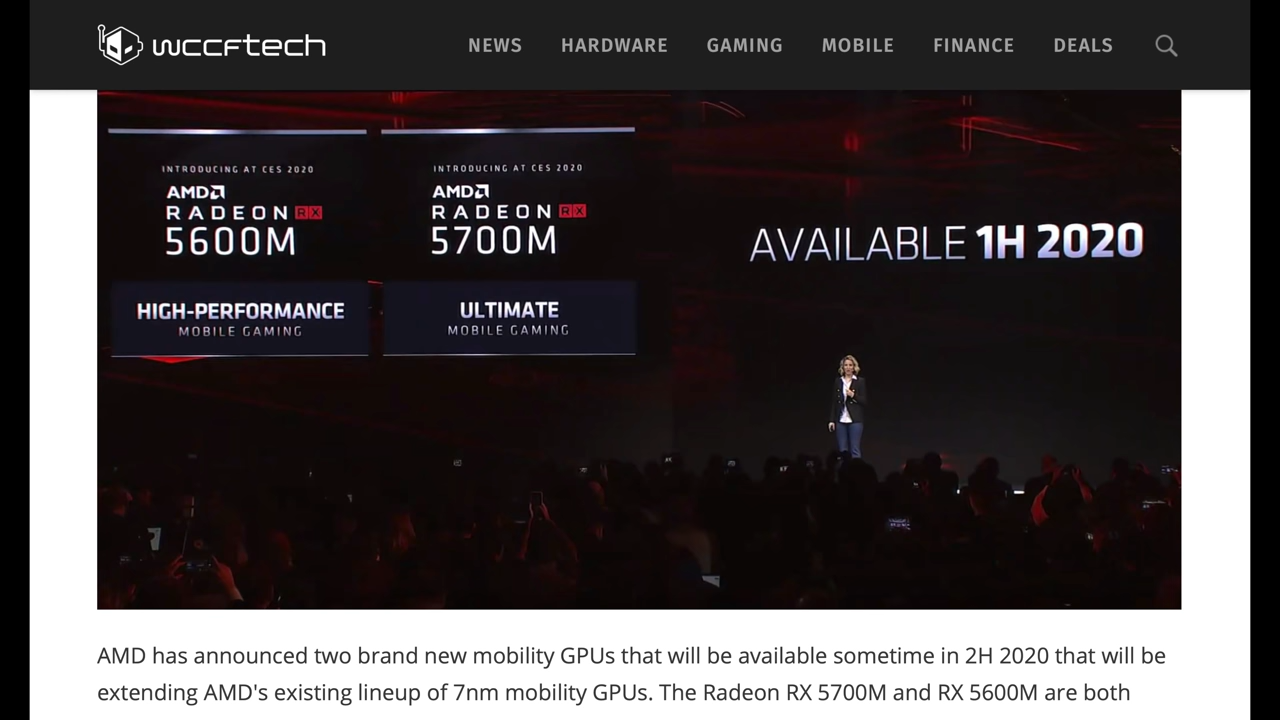 wccftech
NEWS HARDWARE GAMING MOBILE FINANCE DEALS
INTRODUCING AT CES 2020
AMD
RADEON RX
5600M
HIGH-PERFORMANCE
MOBILE GAMING
INTRODUCING AT CES 2020
AMD
RADEON RX
5700M
ULTIMATE
MOBILE GAMING
AVAILABLE 1H 2020
AMD has announced two brand new mobility GPUs that will be available sometime in 2H 2020 that will be
extending AMD's existing lineup of 7nm mobility GPUs. The Radeon RX 5700M and RX 5600M are both